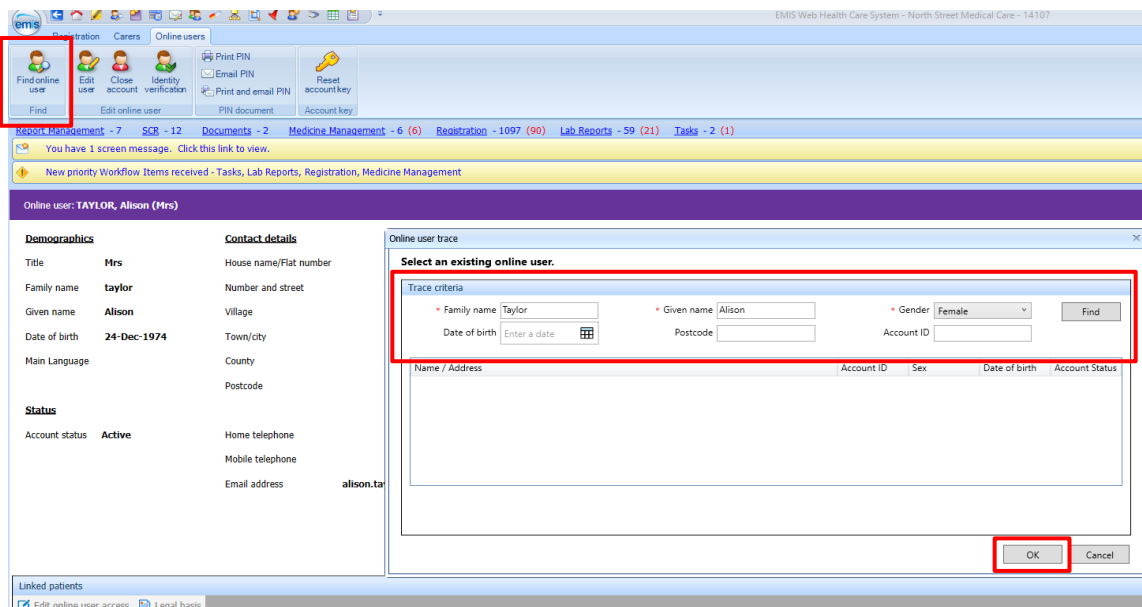 emis
EMIS Web Health Care System - North Street Medical Care - 14107
Registration Carers Online users
Find online user
Edit user
Close account
Identity verification
Print PIN
Email PIN
Print and email PIN
Reset account key
Find Edit online user PIN document Account key
Report Management - 7 SCR - 12 Documents - 2 Medicine Management - 6 (6) Registration - 1097 (90) Lab Reports - 59 (21) Tasks - 2 (1)
You have 1 screen message. Click this link to view.
New priority Workflow Items received - Tasks, Lab Reports, Registration, Medicine Management
Online user: TAYLOR, Alison (Mrs)
Demographics
Title Mrs
Family name taylor
Given name Alison
Date of birth 24-Dec-1974
Main Language
Status
Account status Active
Contact details
House name/Flat number
Number and street
Village
Town/city
County
Postcode
Home telephone
Mobile telephone
Email address alison.ta
Online user trace
Select an existing online user.
Trace criteria
* Family name Taylor * Given name Alison * Gender Female Find
Date of birth Enter a date Postcode Account ID
Name / Address Account ID Sex Date of birth Account Status
OK Cancel
Linked patients
Edit online user access Legal basis